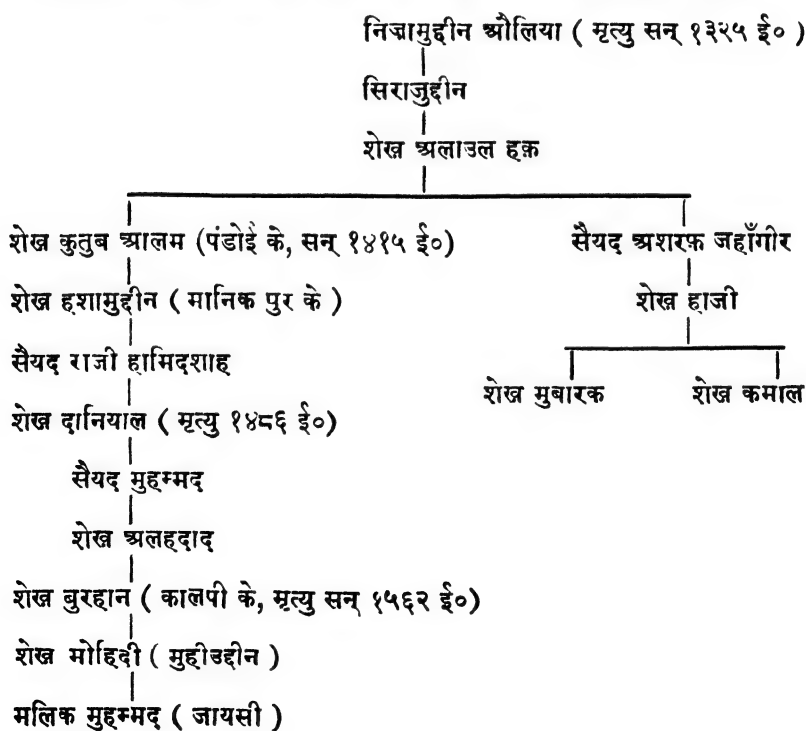 निज़ामुद्दीन औलिया ( मृत्यु सन् १३२५ ई० )
सिराजुद्दीन
शेख़ अलाउल हक़
शेख़ कुतुब आलम (पंडोई के, सन् १४१५ ई०)
सैयद अशरफ़ जहाँगीर
शेख़ हशामुद्दीन ( मानिक पुर के )
शेख़ हाजी
सैयद राजी हामिदशाह
शेख़ मुबारक
शेख़ कमाल
शेख़ दानियाल ( मृत्यु १४८६ ई०)
सैयद मुहम्मद
शेख़ अलहदाद
शेख़ बुरहान ( कालपी के, मृत्यु सन् १५६२ ई०)
शेख़ मोहिदी ( मुहीउद्दीन )
मलिक मुहम्मद ( जायसी )